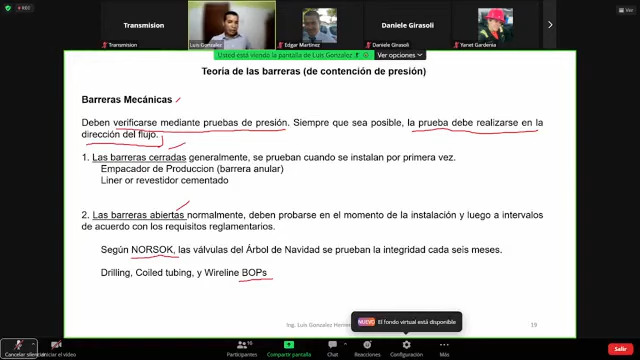 Transmision
Ver
Transmision
Luis Gonzalez
Edgar Martinez
Daniele Girasoli
Daniele Girasoli
Yenet Gardenia
Usted está viendo la pantalla de Luis Gonzalez
Ver opciones
Teoría de las barreras (de contención de presión)
Barreras Mecánicas
Deben verificarse mediante pruebas de presión. Siempre que sea posible, la prueba debe realizarse en la
dirección del flujo.
1. Las barreras cerradas generalmente, se prueban cuando se instalan por primera vez.
Empacador de Produccion (barrera anular)
Liner or revestidor cementado
2. Las barreras abiertas normalmente, deben probarse en el momento de la instalación y luego a intervalos
de acuerdo con los requisitos reglamentarios.
Según NORSOK, las válvulas del Árbol de Navidad se prueban la integridad cada seis meses.
Drilling, Coiled tubing, y Wireline BOPs
Ing. Luis Gonzalez
19
NUEVO El fondo virtual está disponible
Cancelar silenciar
Iniciar el video
Participantes
Compartir pantalla
Chat
Reacciones
Configuración
Más
Salir